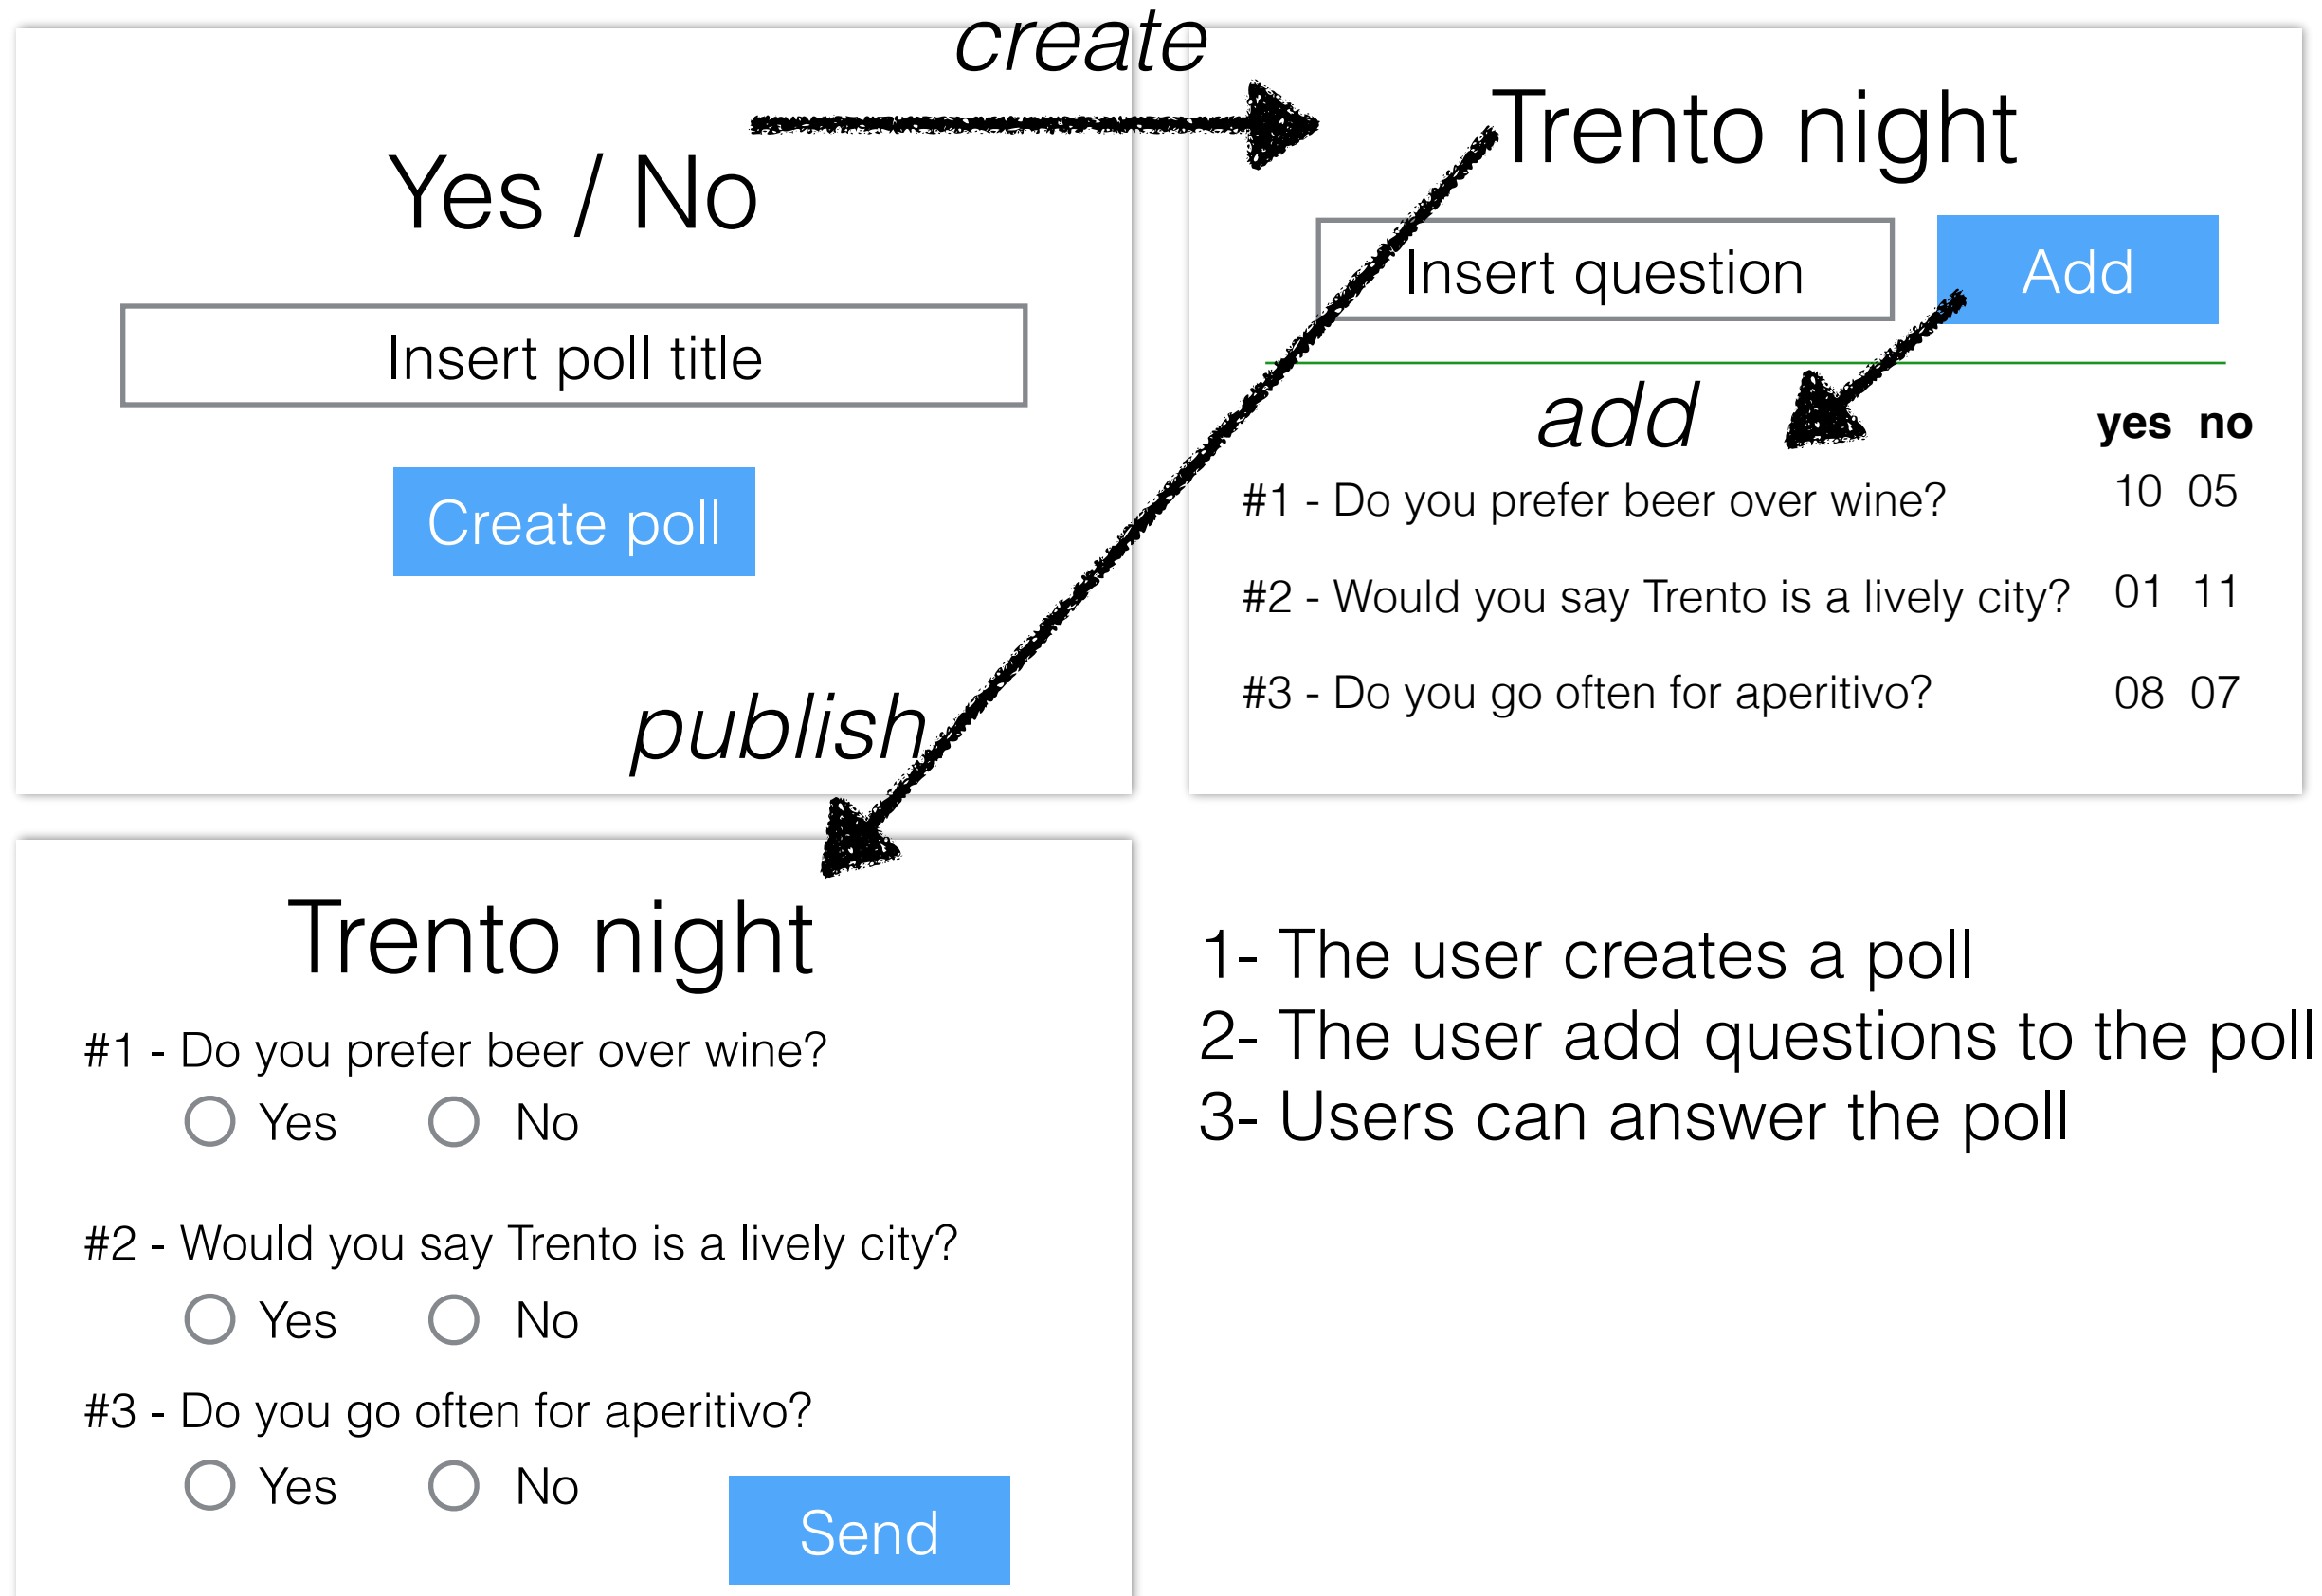 create
Yes / No
Insert poll title
Create poll
publish
Trento night
Insert question
Add
add
yes no
#1 - Do you prefer beer over wine? 10 05
#2 - Would you say Trento is a lively city? 01 11
#3 - Do you go often for aperitivo? 08 07
Trento night
#1 - Do you prefer beer over wine?
Yes No
#2 - Would you say Trento is a lively city?
Yes No
#3 - Do you go often for aperitivo?
Yes No
Send
1- The user creates a poll
2- The user add questions to the poll
3- Users can answer the poll